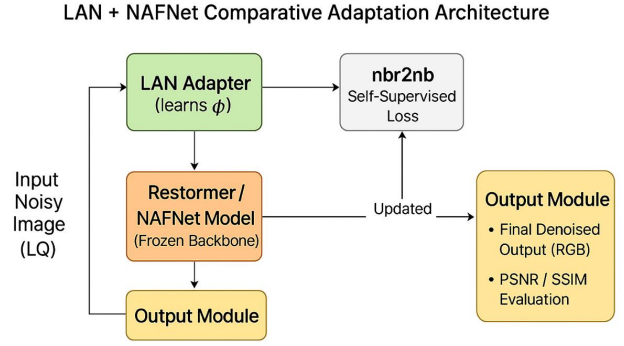 LAN + NAFNet Comparative Adaptation Architecture
LAN Adapter
(learns ϕ)
nbr2nb
Self-Supervised
Loss
Input
Noisy
Image
(LQ)
Restormer /
NAFNet Model
(Frozen Backbone)
Updated
Output Module
• Final Denoised
Output (RGB)
• PSNR / SSIM
Evaluation
Output Module